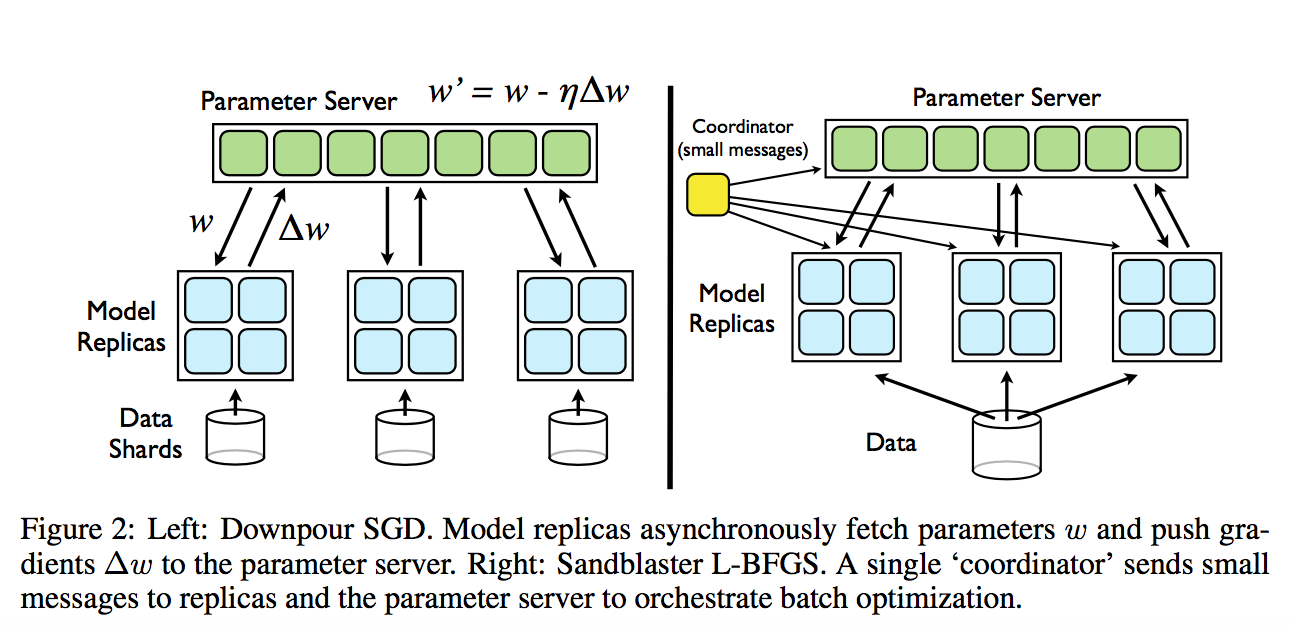 Parameter Server
w’ = w - ηΔw
w
Δw
Model
Replicas
Data
Shards
Parameter Server
Coordinator
(small messages)
Model
Replicas
Data
Figure 2: Left: Downpour SGD. Model replicas asynchronously fetch parameters w and push gra-
dients Δw to the parameter server. Right: Sandblaster L-BFGS. A single ‘coordinator’ sends small
messages to replicas and the parameter server to orchestrate batch optimization.